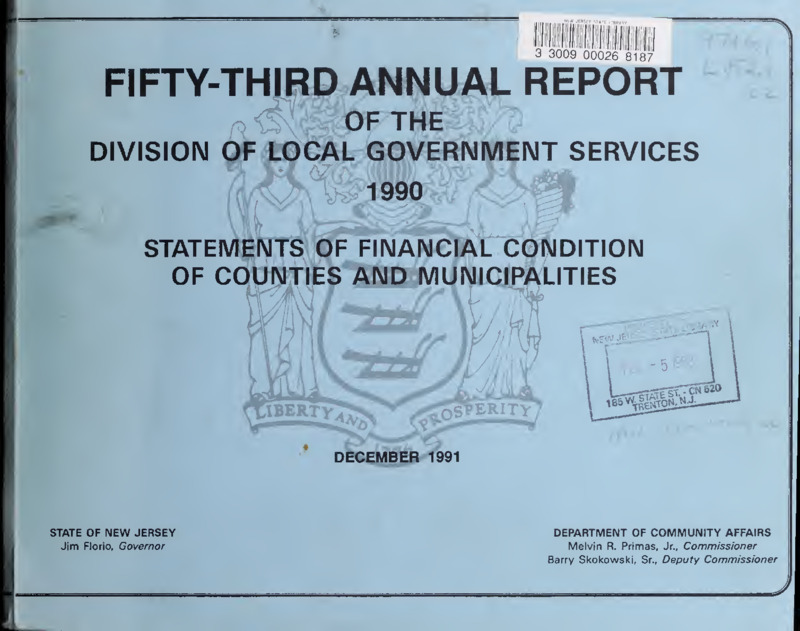 3 3009 00026 8187
FIFTY-THIRD ANNUAL REPORT
OF THE
DIVISION OF LOCAL GOVERNMENT SERVICES
1990
STATEMENTS OF FINANCIAL CONDITION
OF COUNTIES AND MUNICIPALITIES
NEW JERSEY
185 W. STATE ST. - CN 520
TRENTON, N.J.
LIBERTY AND PROSPERITY
DECEMBER 1991
STATE OF NEW JERSEY
Jim Florio, Governor
DEPARTMENT OF COMMUNITY AFFAIRS
Melvin R. Primas, Jr., Commissioner
Barry Skokowski, Sr., Deputy Commissioner